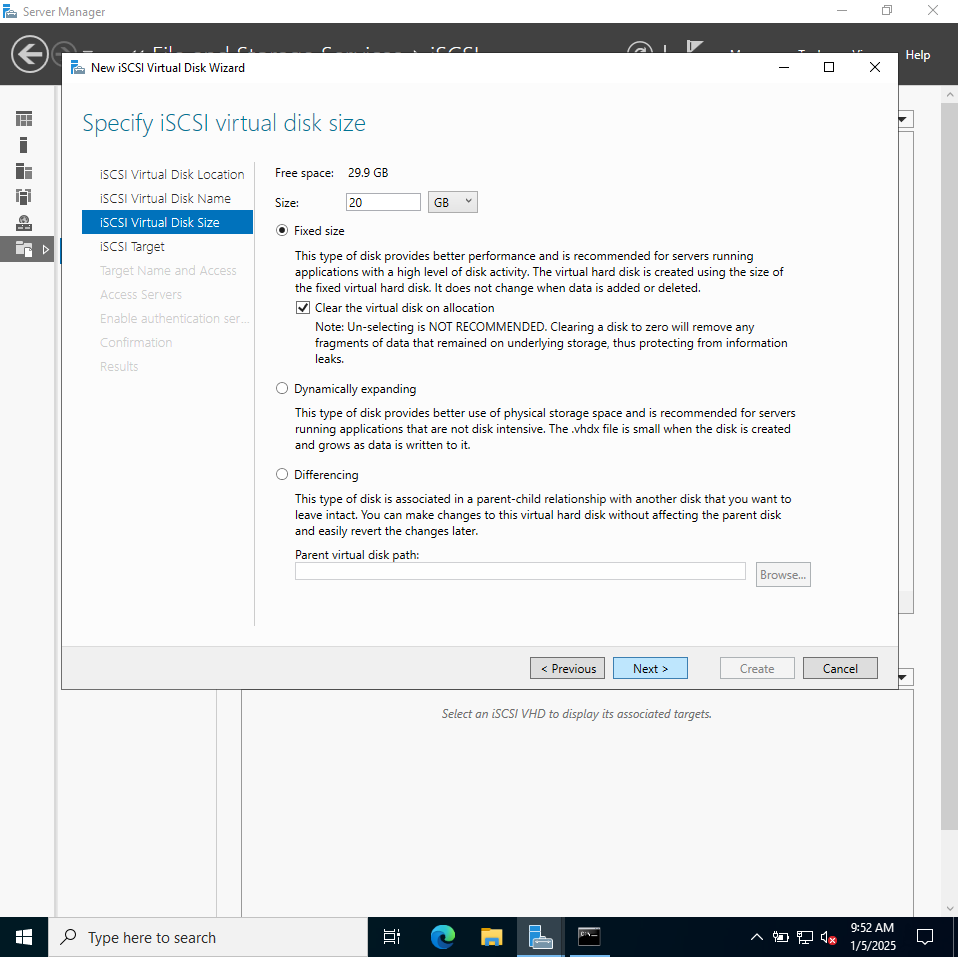 Server Manager
Help
New iSCSI Virtual Disk Wizard
Specify iSCSI virtual disk size
iSCSI Virtual Disk Location
iSCSI Virtual Disk Name
iSCSI Virtual Disk Size
iSCSI Target
Target Name and Access
Access Servers
Enable authentication ser...
Confirmation
Results
Free space: 29.9 GB
Size: 20 GB
Fixed size
This type of disk provides better performance and is recommended for servers running
applications with a high level of disk activity. The virtual hard disk is created using the size of
the fixed virtual hard disk. It does not change when data is added or deleted.
Clear the virtual disk on allocation
Note: Un-selecting is NOT RECOMMENDED. Clearing a disk to zero will remove any
fragments of data that remained on underlying storage, thus protecting from information
leaks.
Dynamically expanding
This type of disk provides better use of physical storage space and is recommended for servers
running applications that are not disk intensive. The .vhdx file is small when the disk is created
and grows as data is written to it.
Differencing
This type of disk is associated in a parent-child relationship with another disk that you want to
leave intact. You can make changes to this virtual hard disk without affecting the parent disk
and easily revert the changes later.
Parent virtual disk path:
Browse...
< Previous
Next >
Create
Cancel
Select an iSCSI VHD to display its associated targets.
Type here to search
9:52 AM
1/5/2025